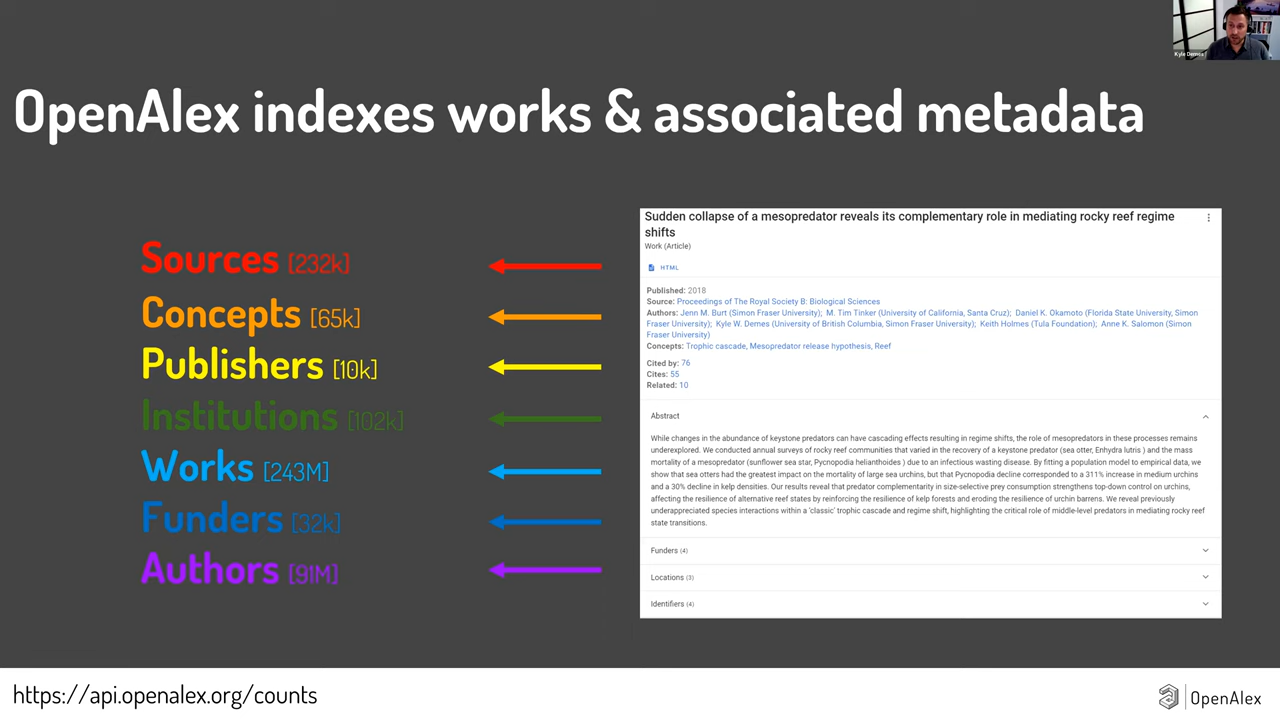 Kyle Demes
OpenAlex indexes works & associated metadata
Sources [232k]
Concepts [65k]
Publishers [10k]
Institutions [102k]
Works [243M]
Funders [32k]
Authors [91M]
Sudden collapse of a mesopredator reveals its complementary role in mediating rocky reef regime
shifts
Work (Article)
HTML
Published: 2018
Source: Proceedings of The Royal Society B: Biological Sciences
Authors: Jenn M. Burt (Simon Fraser University); M. Tim Tinker (University of California, Santa Cruz); Daniel K. Okamoto (Florida State University, Simon
Fraser University); Kyle W. Demes (University of British Columbia, Simon Fraser University); Keith Holmes (Tula Foundation); Anne K. Salomon (Simon
Fraser University)
Concepts: Trophic cascade, Mesopredator release hypothesis, Reef
Cited by: 76
Cites: 55
Related: 10
Abstract
While changes in the abundance of keystone predators can have cascading effects resulting in regime shifts, the role of mesopredators in these processes remains
underexplored. We conducted annual surveys of rocky reef communities that varied in the recovery of a keystone predator (sea otter, Enhydra lutris ) and the mass
mortality of a mesopredator (sunflower sea star, Pycnopodia helianthoides ) due to an infectious wasting disease. By fitting a population model to empirical data, we
show that sea otters had the greatest impact on the mortality of large sea urchins, but that Pycnopodia decline corresponded to a 311% increase in medium urchins
and a 30% decline in kelp densities. Our results reveal that predator complementarity in size-selective prey consumption strengthens top-down control on urchins,
affecting the resilience of alternative reef states by reinforcing the resilience of kelp forests and eroding the resilience of urchin barrens. We reveal previously
underappreciated species interactions within a 'classic' trophic cascade and regime shift, highlighting the critical role of middle-level predators in mediating rocky reef
state transitions.
Funders (4)
Locations (3)
Identifiers (4)
https://api.openalex.org/counts
OpenAlex